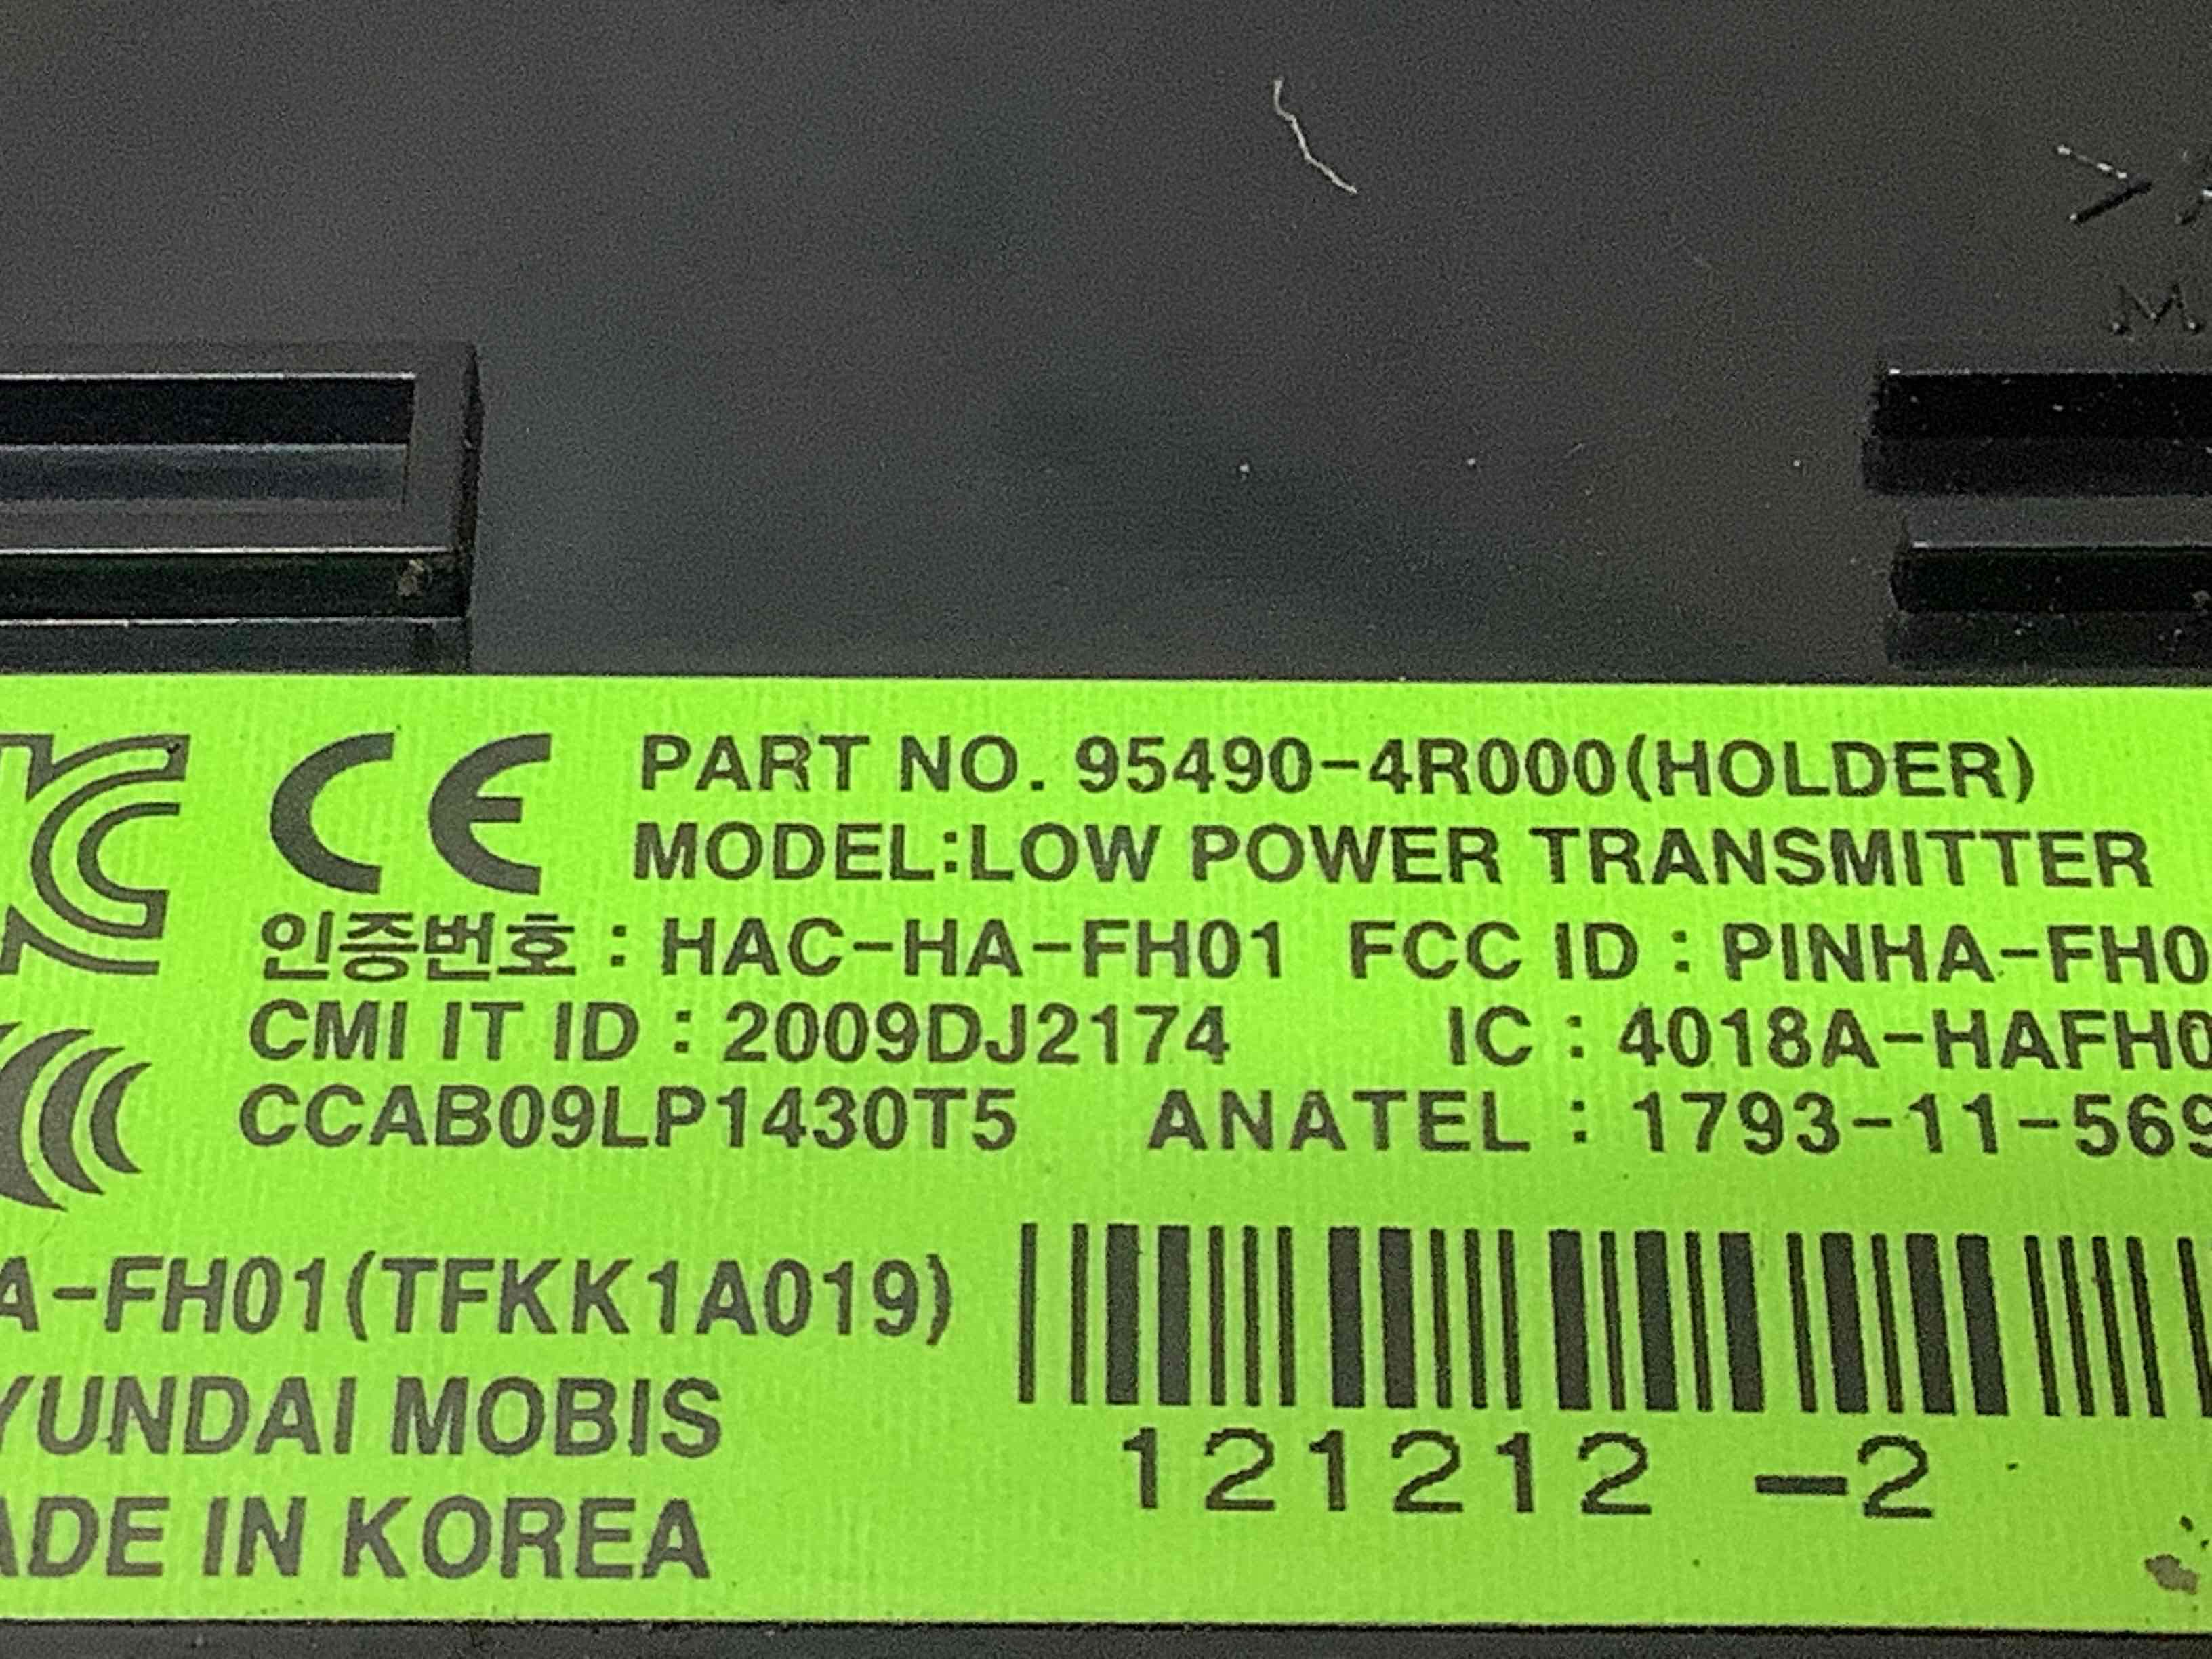 CE PART NO. 95490-4R000(HOLDER)
MODEL:LOW POWER TRANSMITTER
인증번호 : HAC-HA-FH01 FCC ID : PINHA-FH0
CMI IT ID : 2009DJ2174 IC : 4018A-HAFH0
CCAB09LP1430T5 ANATEL : 1793-11-569
A-FH01(TFKK1A019)
YUNDAI MOBIS
ADE IN KOREA
121212 -2